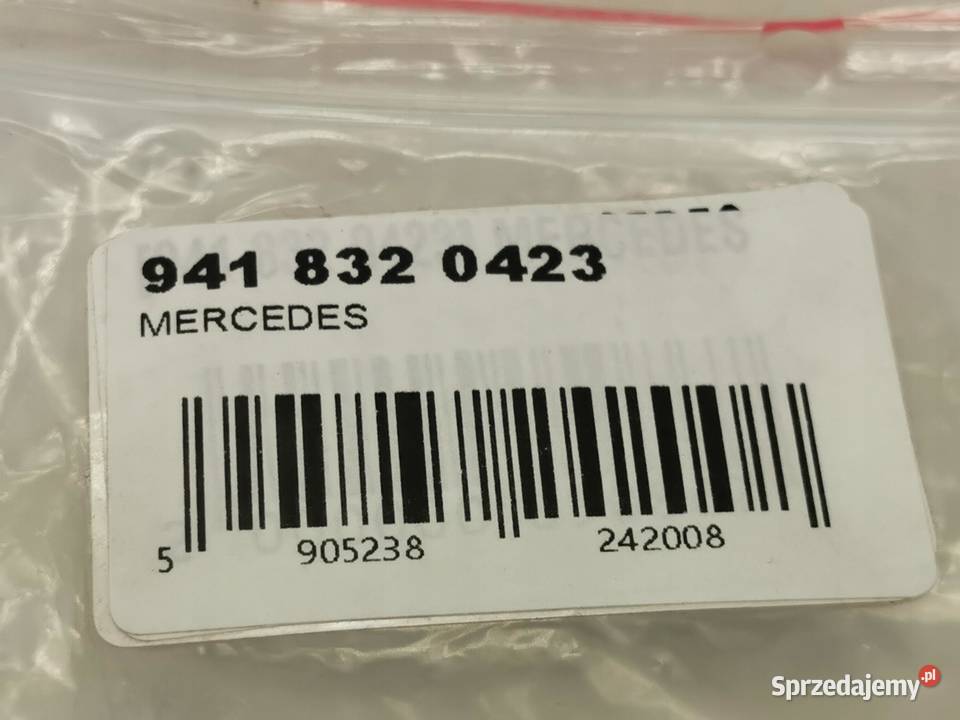 941 832 0423
MERCEDES
5 905238 242008
Sprzedajemy.pl